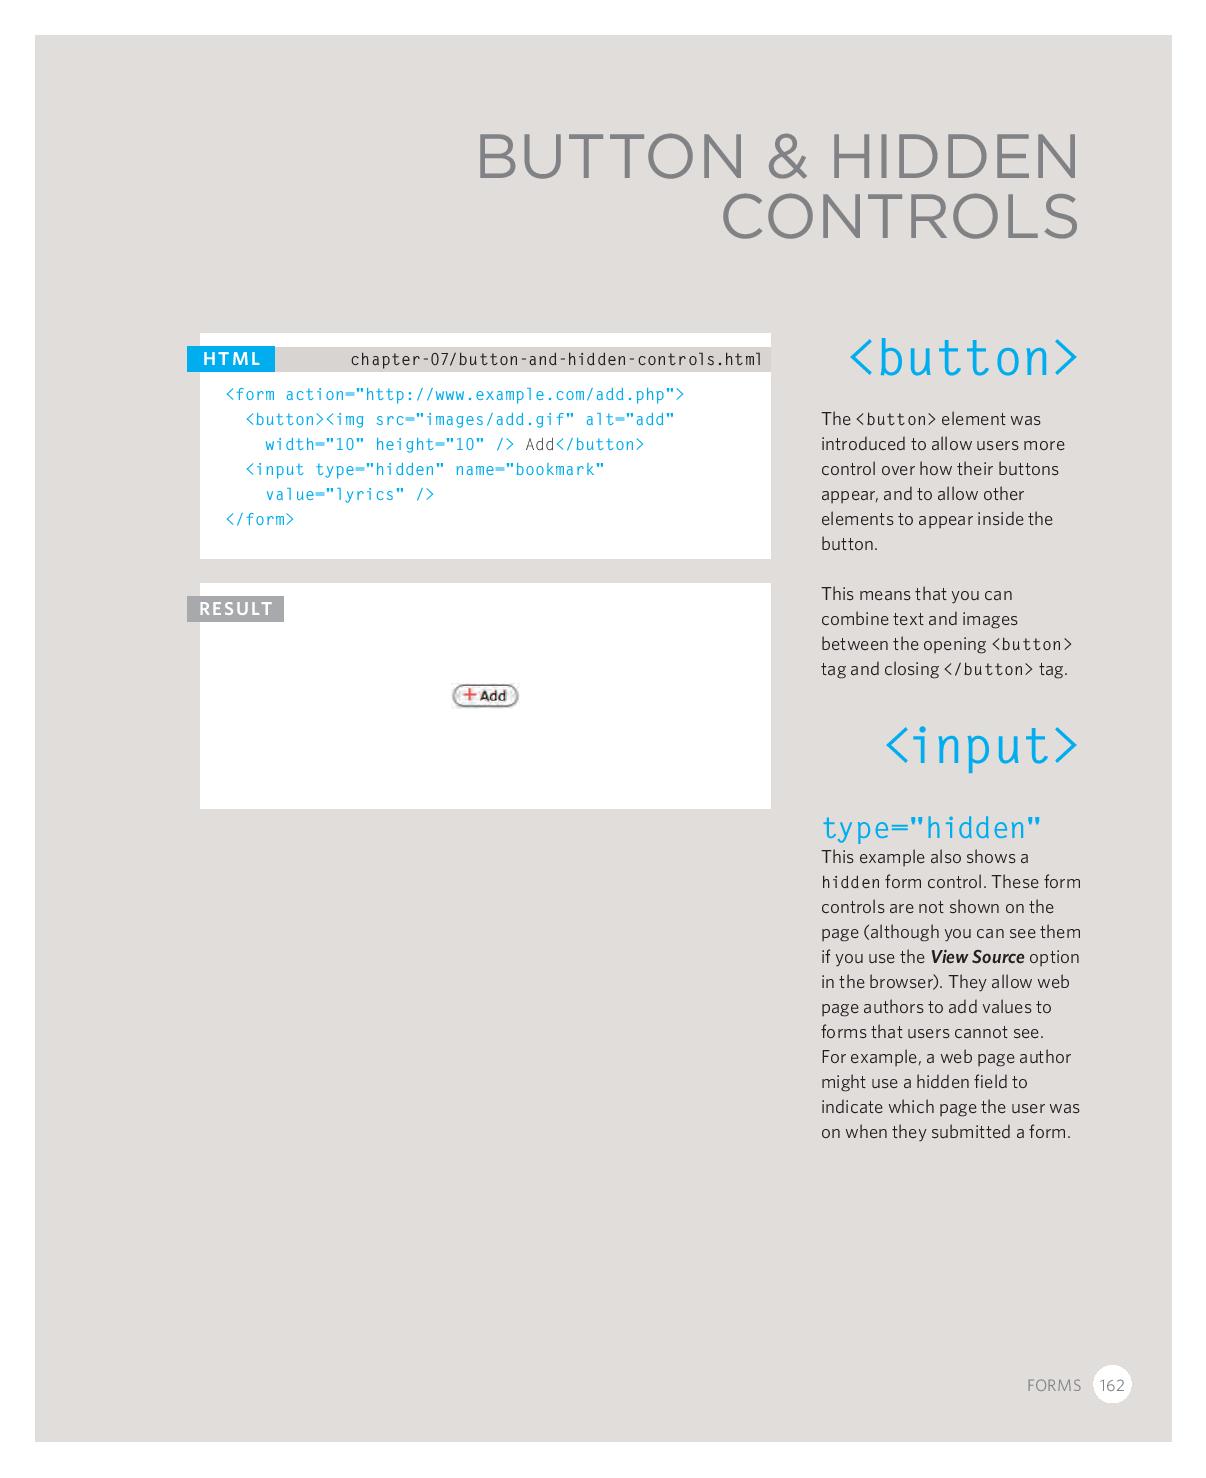 BUTTON & HIDDEN
CONTROLS
HTML
chapter-07/button-and-hidden-controls.html
<form action="http://www.example.com/add.php">
<button><img src="images/add.gif" alt="add"
width="10" height="10" /> Add</button>
<input type="hidden" name="bookmark"
value="lyrics" />
</form>
RESULT
+ Add
<button>
The <button> element was
introduced to allow users more
control over how their buttons
appear, and to allow other
elements to appear inside the
button.
This means that you can
combine text and images
between the opening <button>
tag and closing </button> tag.
<input>
type="hidden"
This example also shows a
hidden form control. These form
controls are not shown on the
page (although you can see them
if you use the View Source option
in the browser). They allow web
page authors to add values to
forms that users cannot see.
For example, a web page author
might use a hidden field to
indicate which page the user was
on when they submitted a form.
FORMS 162